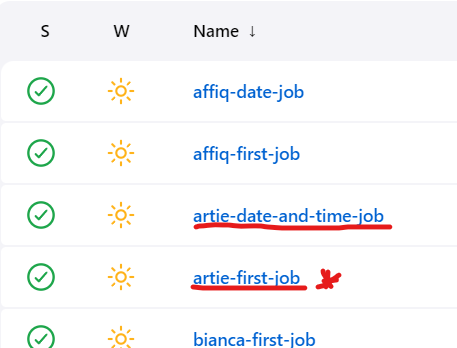 S W Name ↓
affiq-date-job
affiq-first-job
artie-date-and-time-job
artie-first-job
bianca-first-job